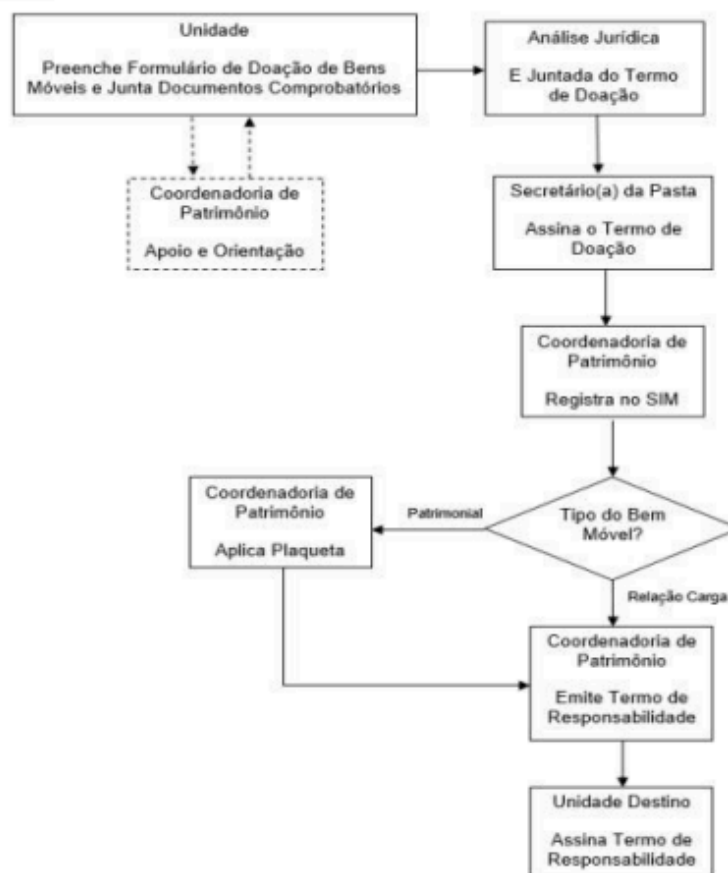 Unidade
Preenche Formulário de Doação de Bens
Móveis e Junta Documentos Comprobatórios
Análise Jurídica
E Juntada do Termo
de Doação
Coordenadoria de
Patrimônio
Apoio e Orientação
Secretário(a) da Pasta
Assina o Termo de
Doação
Coordenadoria de
Patrimônio
Registra no SIM
Tipo do Bem
Móvel?
Patrimonial
Coordenadoria de
Patrimônio
Aplica Plaqueta
Relação Carga
Coordenadoria de
Patrimônio
Emite Termo de
Responsabilidade
Unidade Destino
Assina Termo de
Responsabilidade